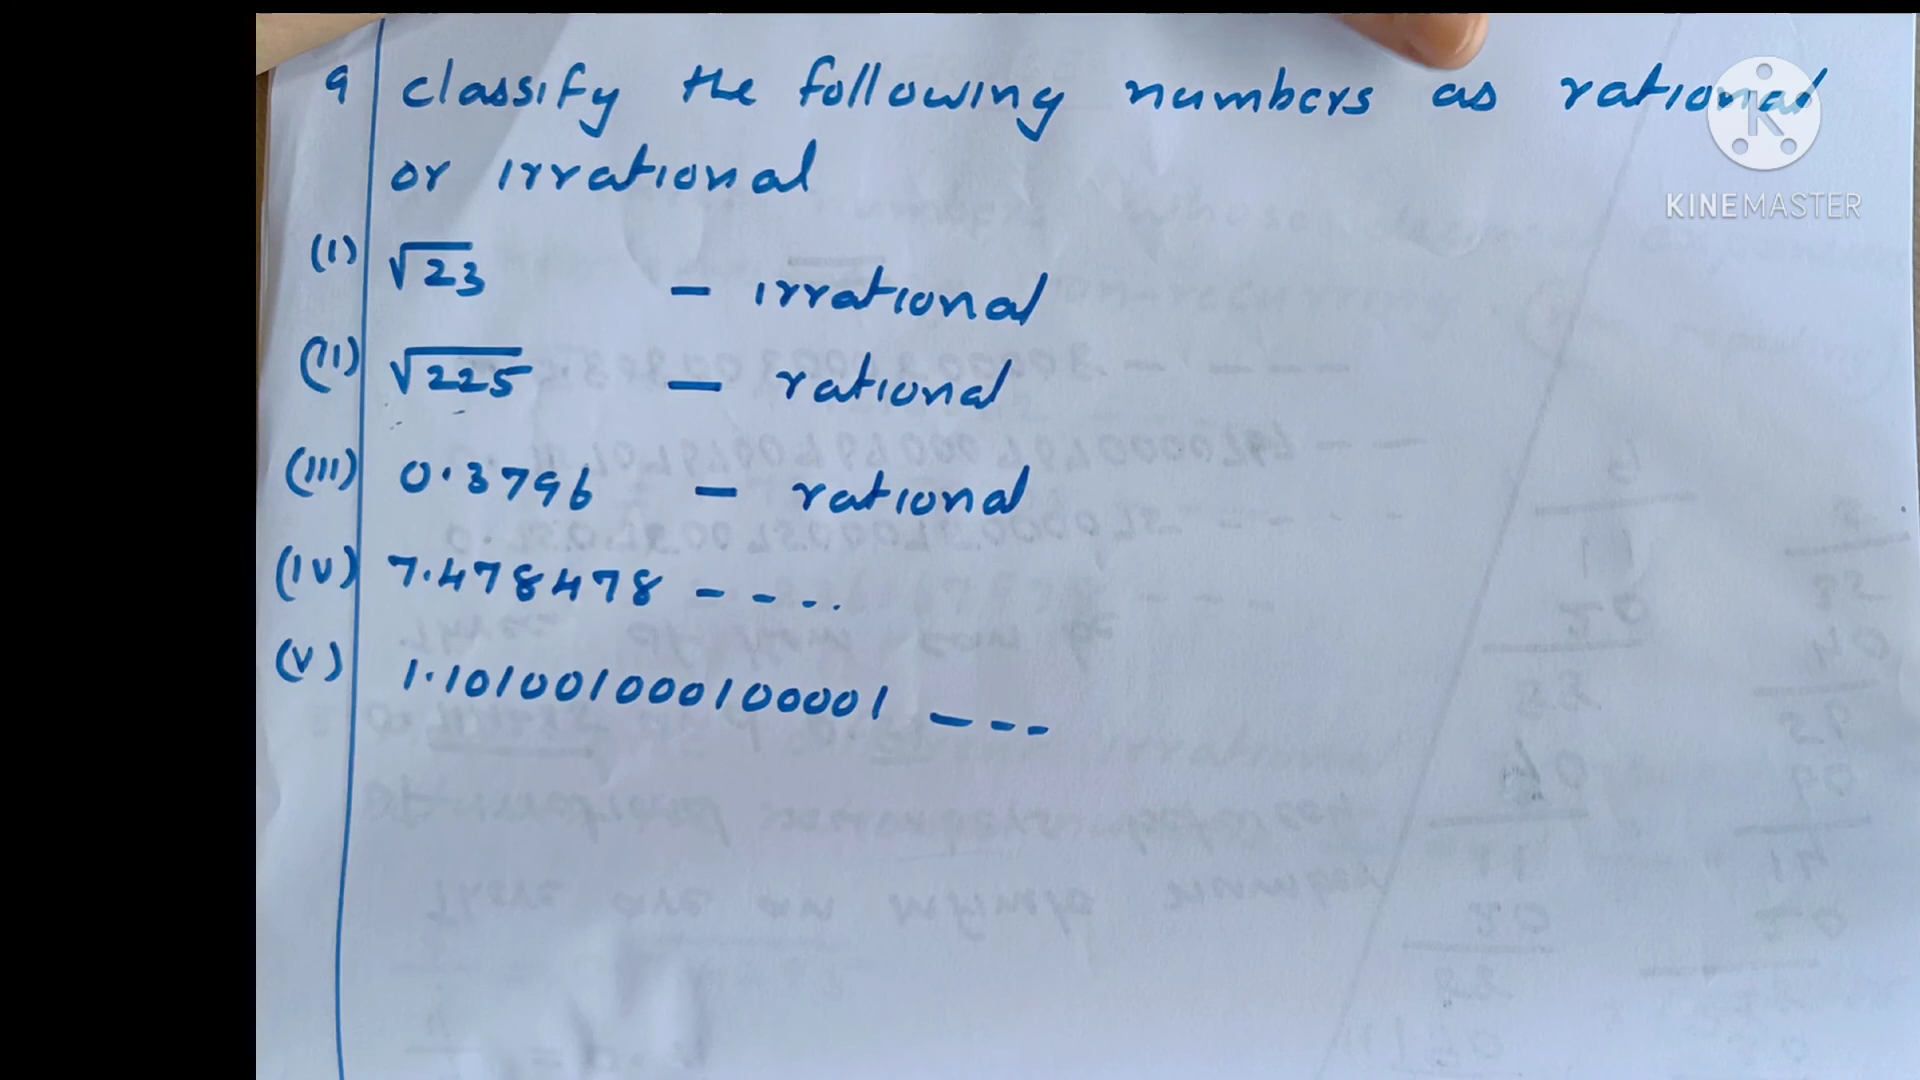 9 classify the following numbers as rational
or irrational
(i) √23 – irrational
(ii) √225 – rational
(iii) 0.3796 – rational
(iv) 7.478478 - - - .
(v) 1.101001000100001 - - -
KINEMASTER